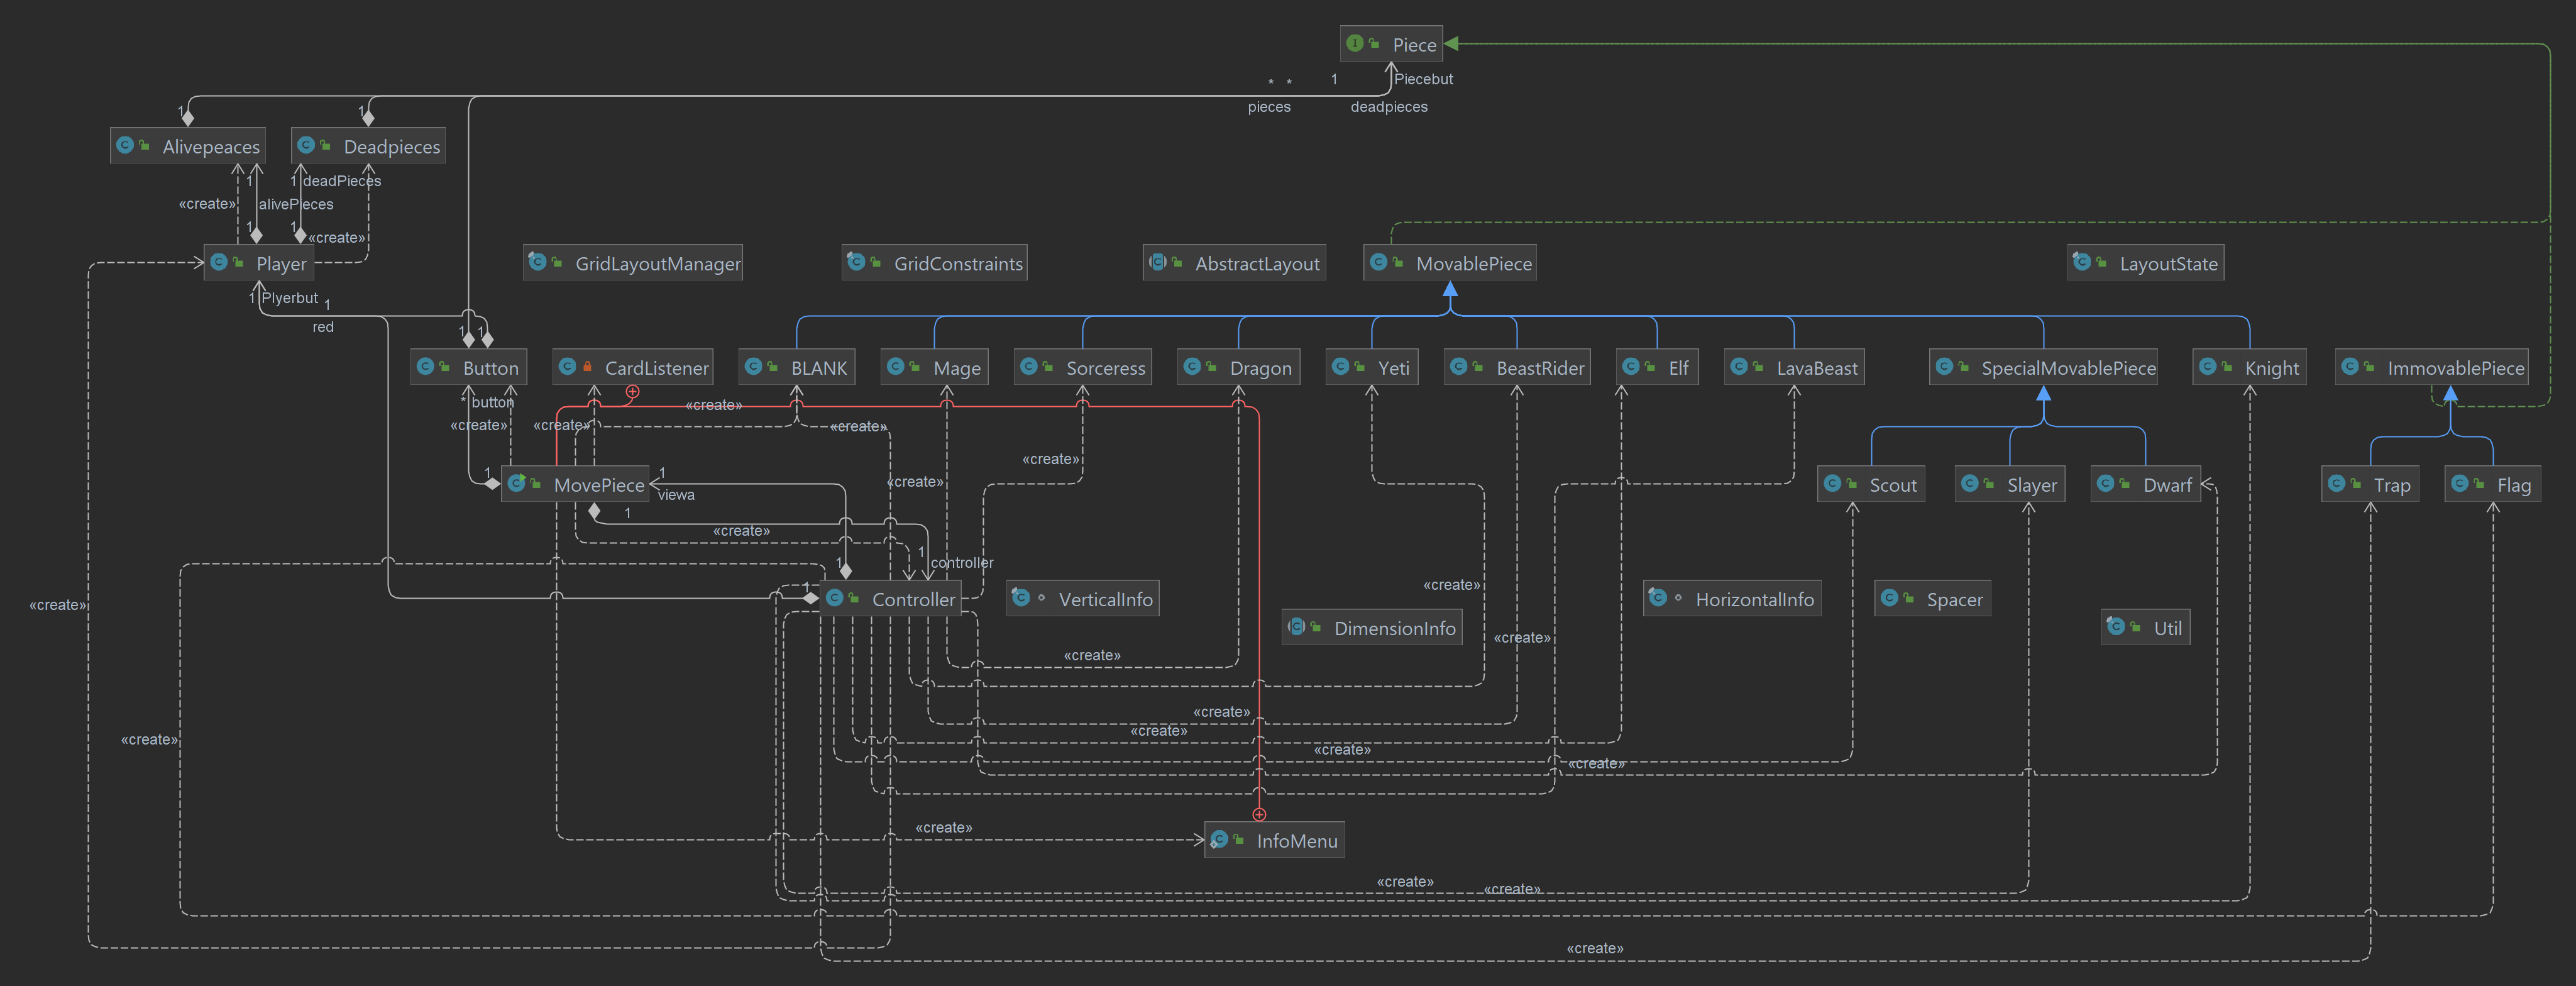 Piece
* * 1 Piecebut
pieces deadpieces
1 1
Alivepeaces
Deadpieces
1 1 deadPieces
«create» alivePieces
1 1 «create»
Player
GridLayoutManager
GridConstraints
AbstractLayout
MovablePiece
LayoutState
1 Plyerbut 1
red
1 1
Button
CardListener
BLANK
Mage
Sorceress
Dragon
Yeti
BeastRider
Elf
LavaBeast
SpecialMovablePiece
Knight
ImmovablePiece
* button
«create»
«create»
«create»
«create»
«create»
1 1
MovePiece
viewa
«create»
Scout
Slayer
Dwarf
Trap
Flag
1
«create»
1 1 controller
1
Controller
VerticalInfo
«create»
HorizontalInfo
Spacer
«create»
DimensionInfo
«create»
Util
«create»
«create»
«create»
«create»
«create»
«create»
«create»
InfoMenu
«create»
«create»
«create»